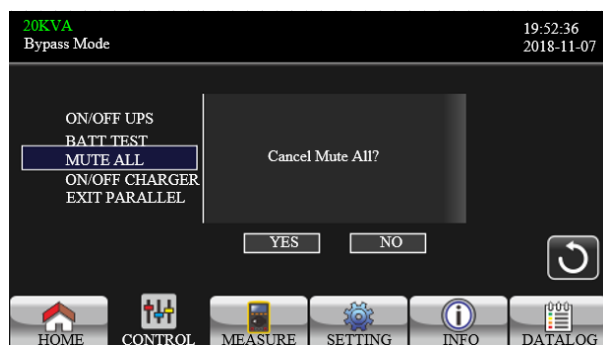 20KVA
Bypass Mode
19:52:36
2018-11-07
ON/OFF UPS
BATT TEST
MUTE ALL
ON/OFF CHARGER
EXIT PARALLEL
Cancel Mute All?
YES NO
HOME CONTROL MEASURE SETTING INFO DATALOG